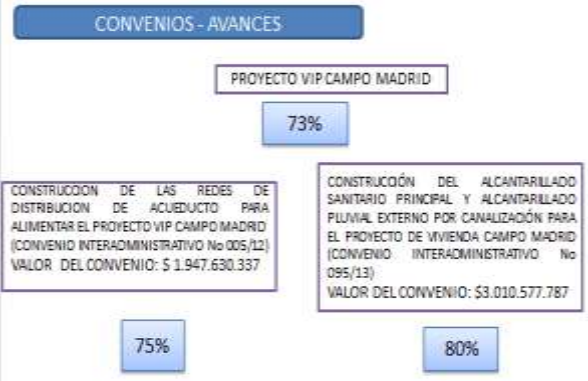 CONVENIOS - AVANCES
PROYECTO VIP CAMPO MADRID
73%
CONSTRUCCION DE LAS REDES DE
DISTRIBUCION DE ACUEDUCTO PARA
ALIMENTAR EL PROYECTO VIP CAMPO MADRID
(CONVENIO INTERADMINISTRATIVO No 005/12)
VALOR DEL CONVENIO: $ 1.947.630.337
CONSTRUCCIÓN DEL ALCANTARILLADO
SANITARIO PRINCIPAL Y ALCANTARILLADO
PLUVIAL EXTERNO POR CANALIZACIÓN PARA
EL PROYECTO DE VIVIENDA CAMPO MADRID
(CONVENIO INTERADMINISTRATIVO No
095/13)
VALOR DEL CONVENIO: $3.010.577.787
75%
80%